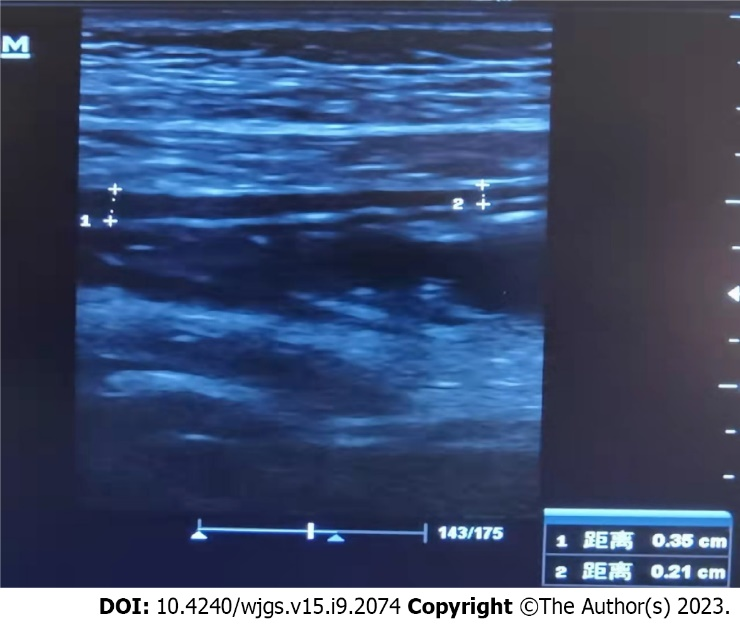 M
1
2
143/175
1 距离 0.35 cm
2 距离 0.21 cm
DOI: 10.4240/wjgs.v15.i9.2074 Copyright ©The Author(s) 2023.